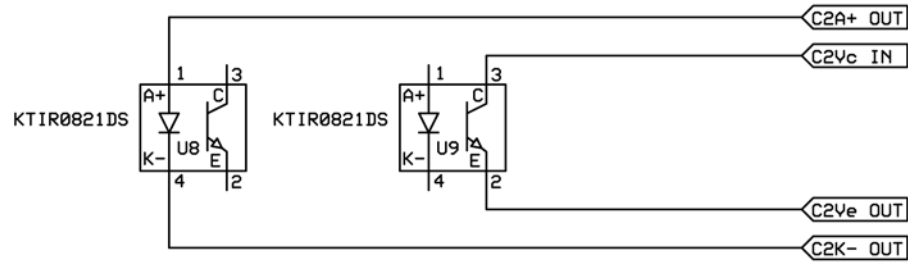 C2A+ OUT
C2Vc IN
1 3 1 3
A+ C A+ C
KTIR0821DS KTIR0821DS
U8 U9
K- E K- E
4 2 4 2
C2Ve OUT
C2K- OUT